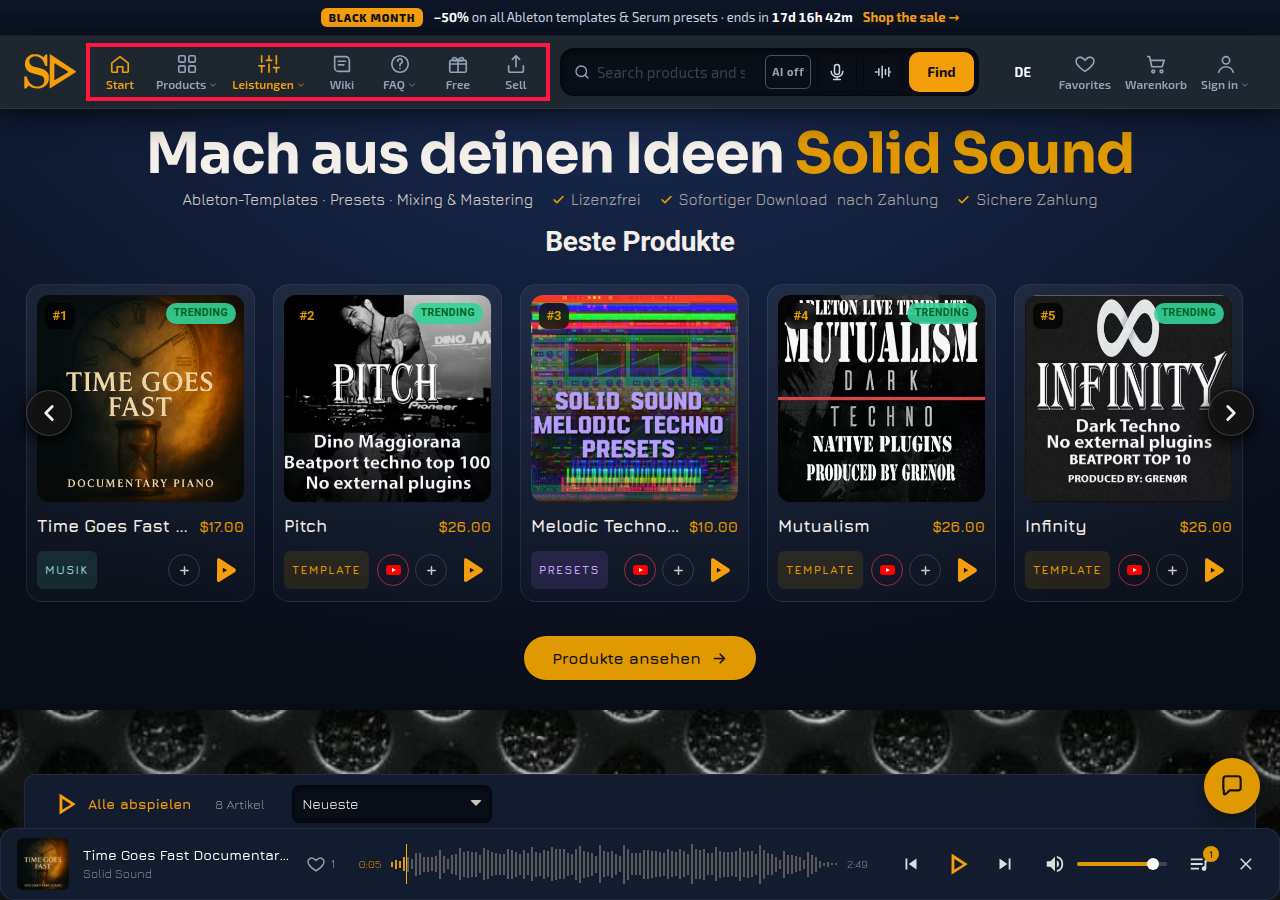 BLACK MONTH −50% on all Ableton templates & Serum presets · ends in 17d 16h 42m Shop the sale →
SD
Start Products Leistungen Wiki FAQ Free Sell
Search products and s AI off Find DE Favorites Warenkorb Sign in
Mach aus deinen Ideen Solid Sound
Ableton-Templates · Presets · Mixing & Mastering ✓ Lizenzfrei ✓ Sofortiger Download nach Zahlung ✓ Sichere Zahlung
Beste Produkte
#1 TRENDING
TIME GOES
FAST
DOCUMENTARY PIANO
Time Goes Fast ... $17.00
MUSIK +
#2 TRENDING
DINO M
PITCH
Pioneer
Dino Maggiorana
Beatport techno top 100
No external plugins
Pitch $26.00
TEMPLATE +
#3
SOLID SOUND
MELODIC TECHNO
PRESETS
Melodic Techno... $10.00
PRESETS +
#4 TRENDING
ABLETON LIVE TEMPLATE
MUTUALISM
DARK
TECHNO
NATIVE PLUGINS
PRODUCED BY GRENOR
Mutualism $26.00
TEMPLATE +
#5 TRENDING
INFINITY
Dark Techno
No external plugins
BEATPORT TOP 10
PRODUCED BY: GRENØR
Infinity $26.00
TEMPLATE +
Produkte ansehen →
Alle abspielen 8 Artikel Neueste
TIME GOES
FAST
Time Goes Fast Documentar... 1 0:05 2:49 1
Solid Sound